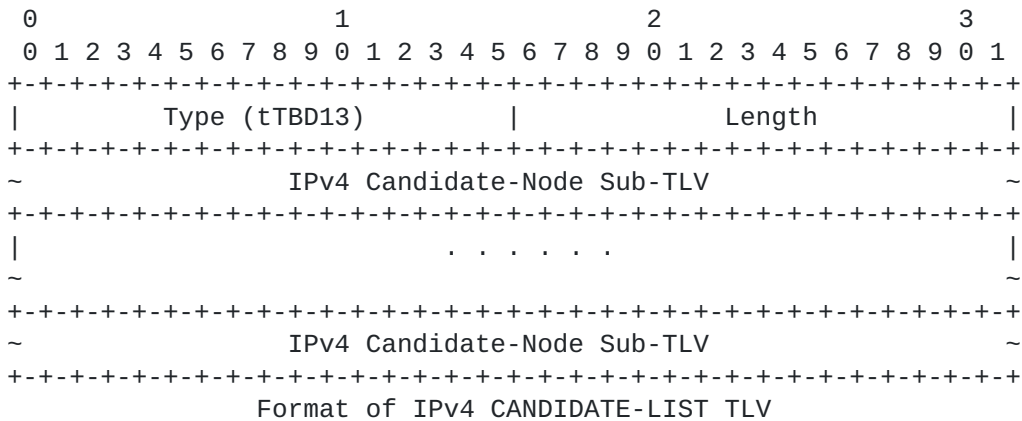 0                   1                   2                   3
 0 1 2 3 4 5 6 7 8 9 0 1 2 3 4 5 6 7 8 9 0 1 2 3 4 5 6 7 8 9 0 1
+-+-+-+-+-+-+-+-+-+-+-+-+-+-+-+-+-+-+-+-+-+-+-+-+-+-+-+-+-+-+-+-+
|         Type (tTBD13)         |             Length            |
+-+-+-+-+-+-+-+-+-+-+-+-+-+-+-+-+-+-+-+-+-+-+-+-+-+-+-+-+-+-+-+-+
~                 IPv4 Candidate-Node Sub-TLV                   ~
+-+-+-+-+-+-+-+-+-+-+-+-+-+-+-+-+-+-+-+-+-+-+-+-+-+-+-+-+-+-+-+-+
|                           . . . . . .                         |
~                                                               ~
+-+-+-+-+-+-+-+-+-+-+-+-+-+-+-+-+-+-+-+-+-+-+-+-+-+-+-+-+-+-+-+-+
~                 IPv4 Candidate-Node Sub-TLV                   ~
+-+-+-+-+-+-+-+-+-+-+-+-+-+-+-+-+-+-+-+-+-+-+-+-+-+-+-+-+-+-+-+-+
                Format of IPv4 CANDIDATE-LIST TLV